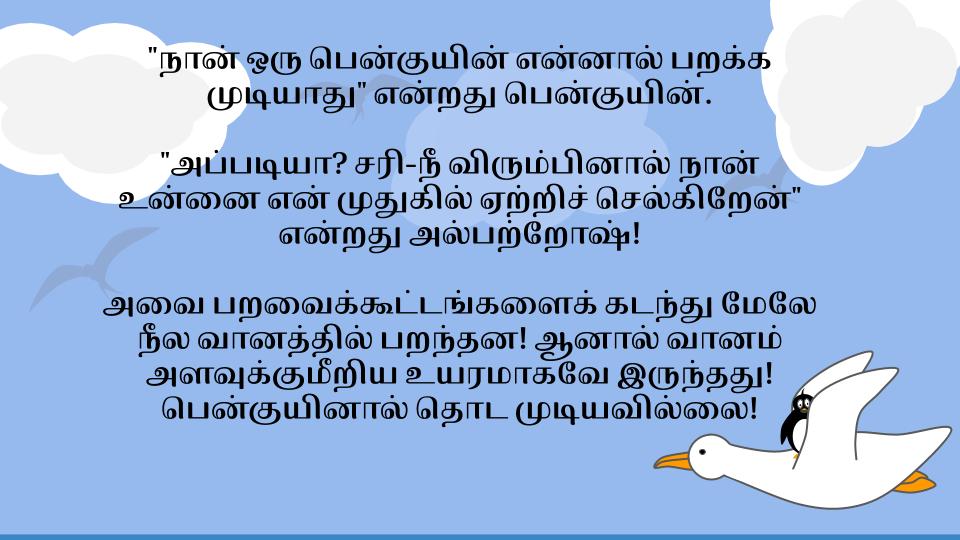 "நான் ஒரு பென்குயின் என்னால் பறக்க
முடியாது" என்றது பென்குயின்.
"அப்படியா? சரி-நீ விரும்பினால் நான்
உன்னை என் முதுகில் ஏற்றிச் செல்கிறேன்"
என்றது அல்பற்றோஷ்!
அவை பறவைக்கூட்டங்களைக் கடந்து மேலே
நீல வானத்தில் பறந்தன! ஆனால் வானம்
அளவுக்குமீறிய உயரமாகவே இருந்தது!
பென்குயினால் தொட முடியவில்லை!